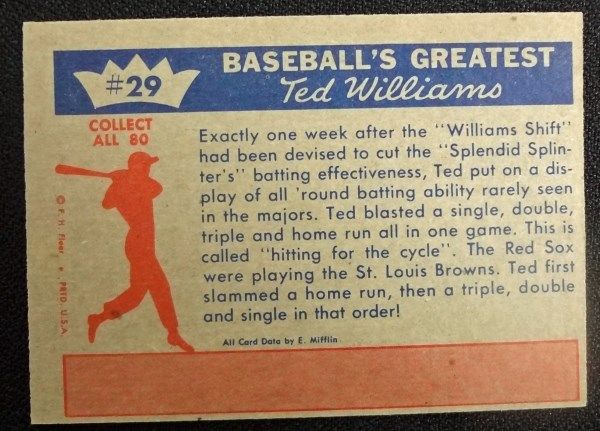 BASEBALL'S GREATEST
#29
Ted Williams
COLLECT
ALL 80
Exactly one week after the "Williams Shift"
had been devised to cut the "Splendid Splin-
ter's" batting effectiveness, Ted put on a dis-
play of all 'round batting ability rarely seen
in the majors. Ted blasted a single, double,
triple and home run all in one game. This is
called "hitting for the cycle". The Red Sox
were playing the St. Louis Browns. Ted first
slammed a home run, then a triple, double
and single in that order!
All Card Data by E. Mifflin
© F. H. Fleer • PRTD. U.S.A.